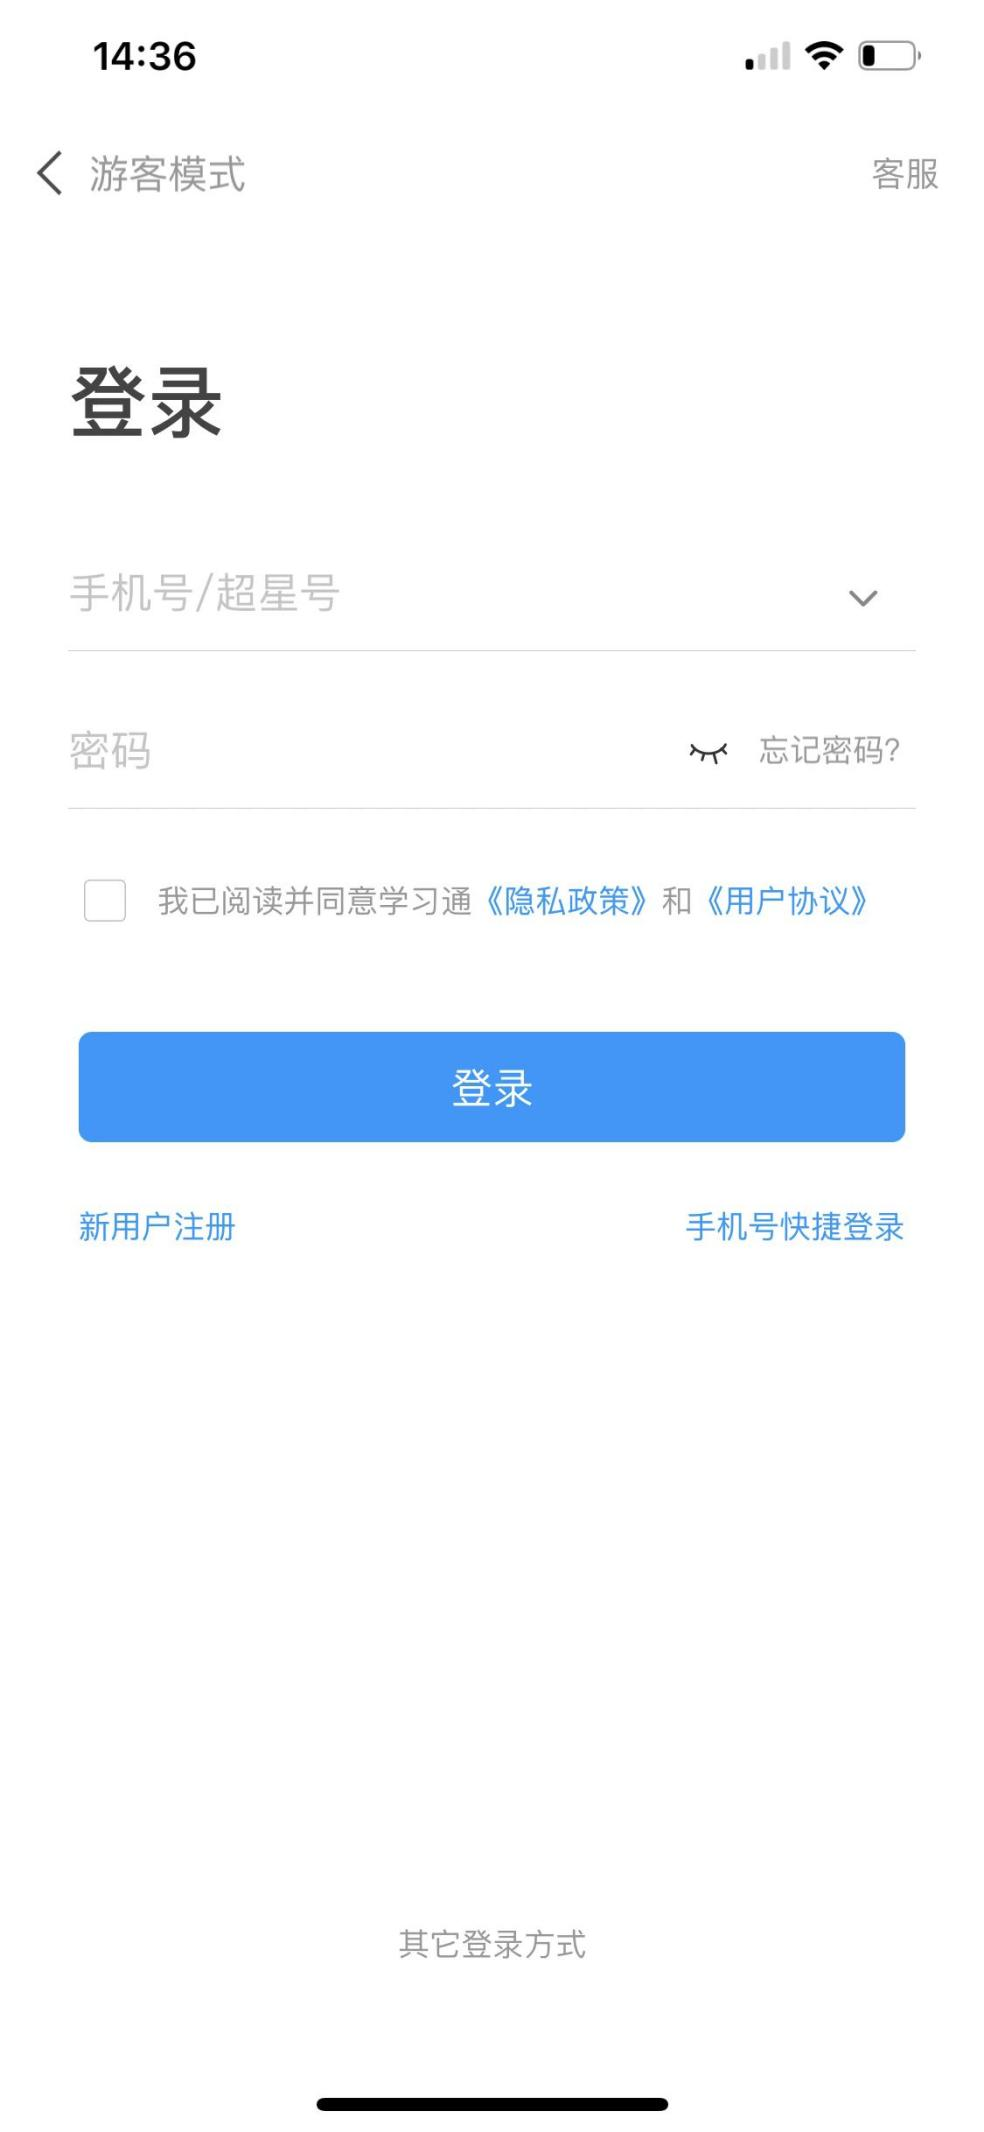 14:36
游客模式
客服
登录
手机号/超星号
密码
忘记密码?
我已阅读并同意学习通《隐私政策》和《用户协议》
登录
新用户注册
手机号快捷登录
其它登录方式